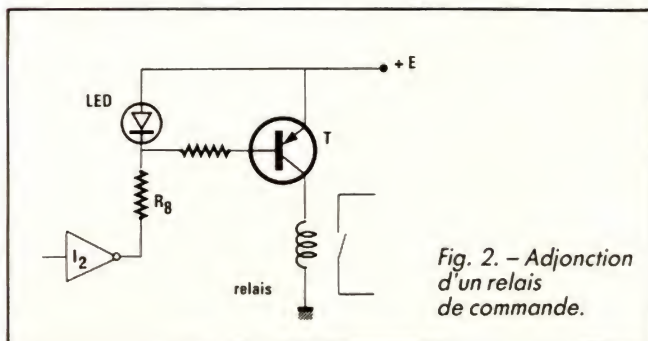 + E
LED
T
R8
I2
relais
Fig. 2. – Adjonction
d'un relais
de commande.